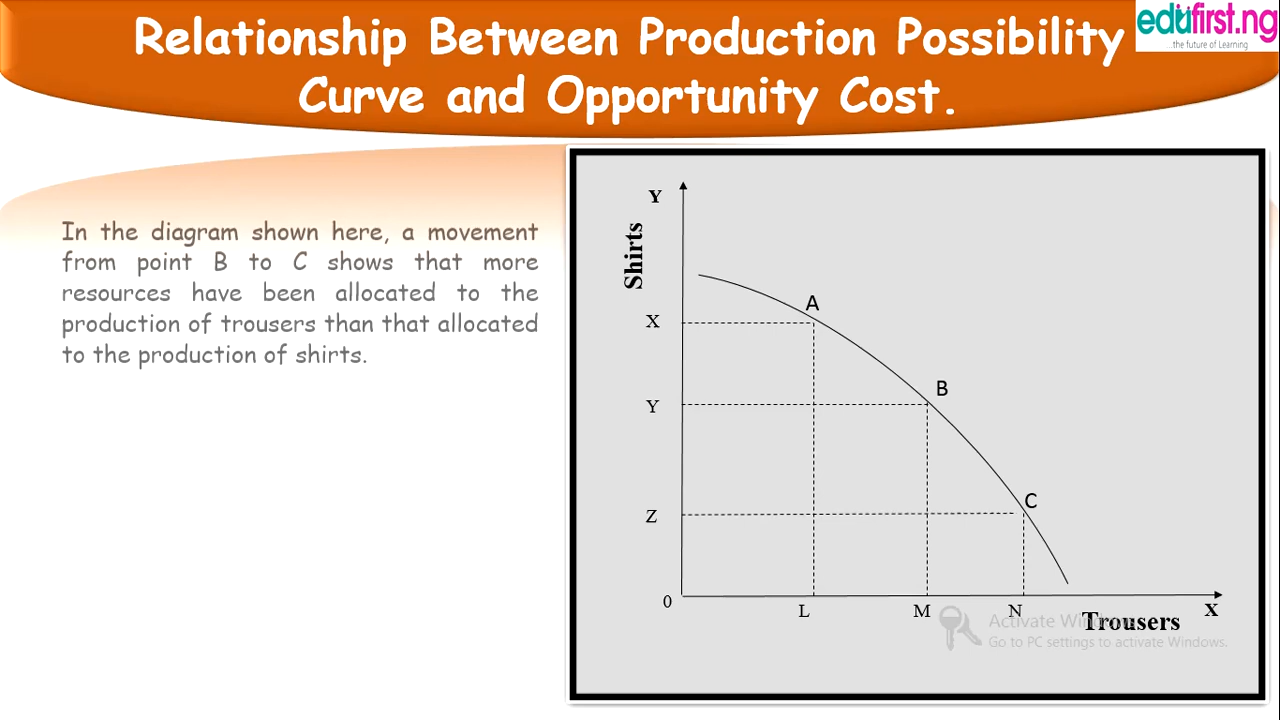 Relationship Between Production Possibility
Curve and Opportunity Cost.
edufirst.ng
...the future of Learning
In the diagram shown here, a movement
from point B to C shows that more
resources have been allocated to the
production of trousers than that allocated
to the production of shirts.
Y
Shirts
A
X
B
Y
C
Z
0
L
M
N
X
Trousers
Activate Windows
Go to PC settings to activate Windows.